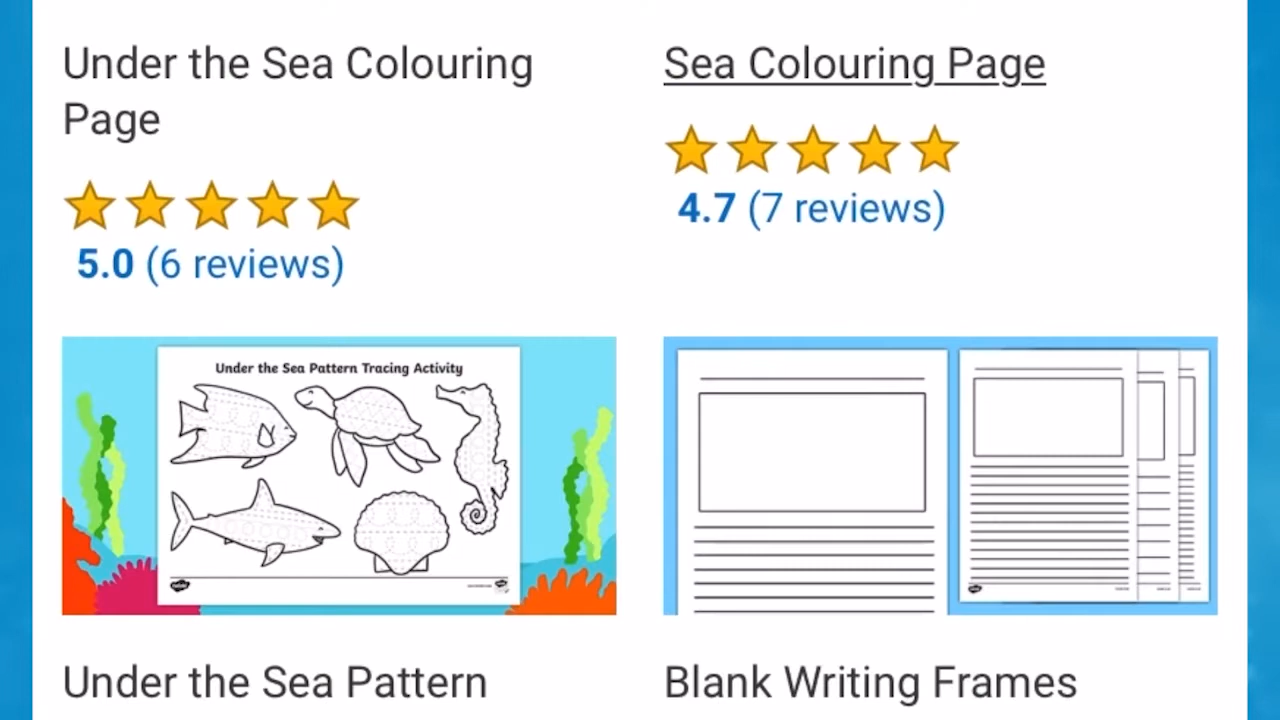 Under the Sea Colouring
Page
5.0 (6 reviews)
Sea Colouring Page
4.7 (7 reviews)
Under the Sea Pattern Tracing Activity
Under the Sea Pattern
Blank Writing Frames